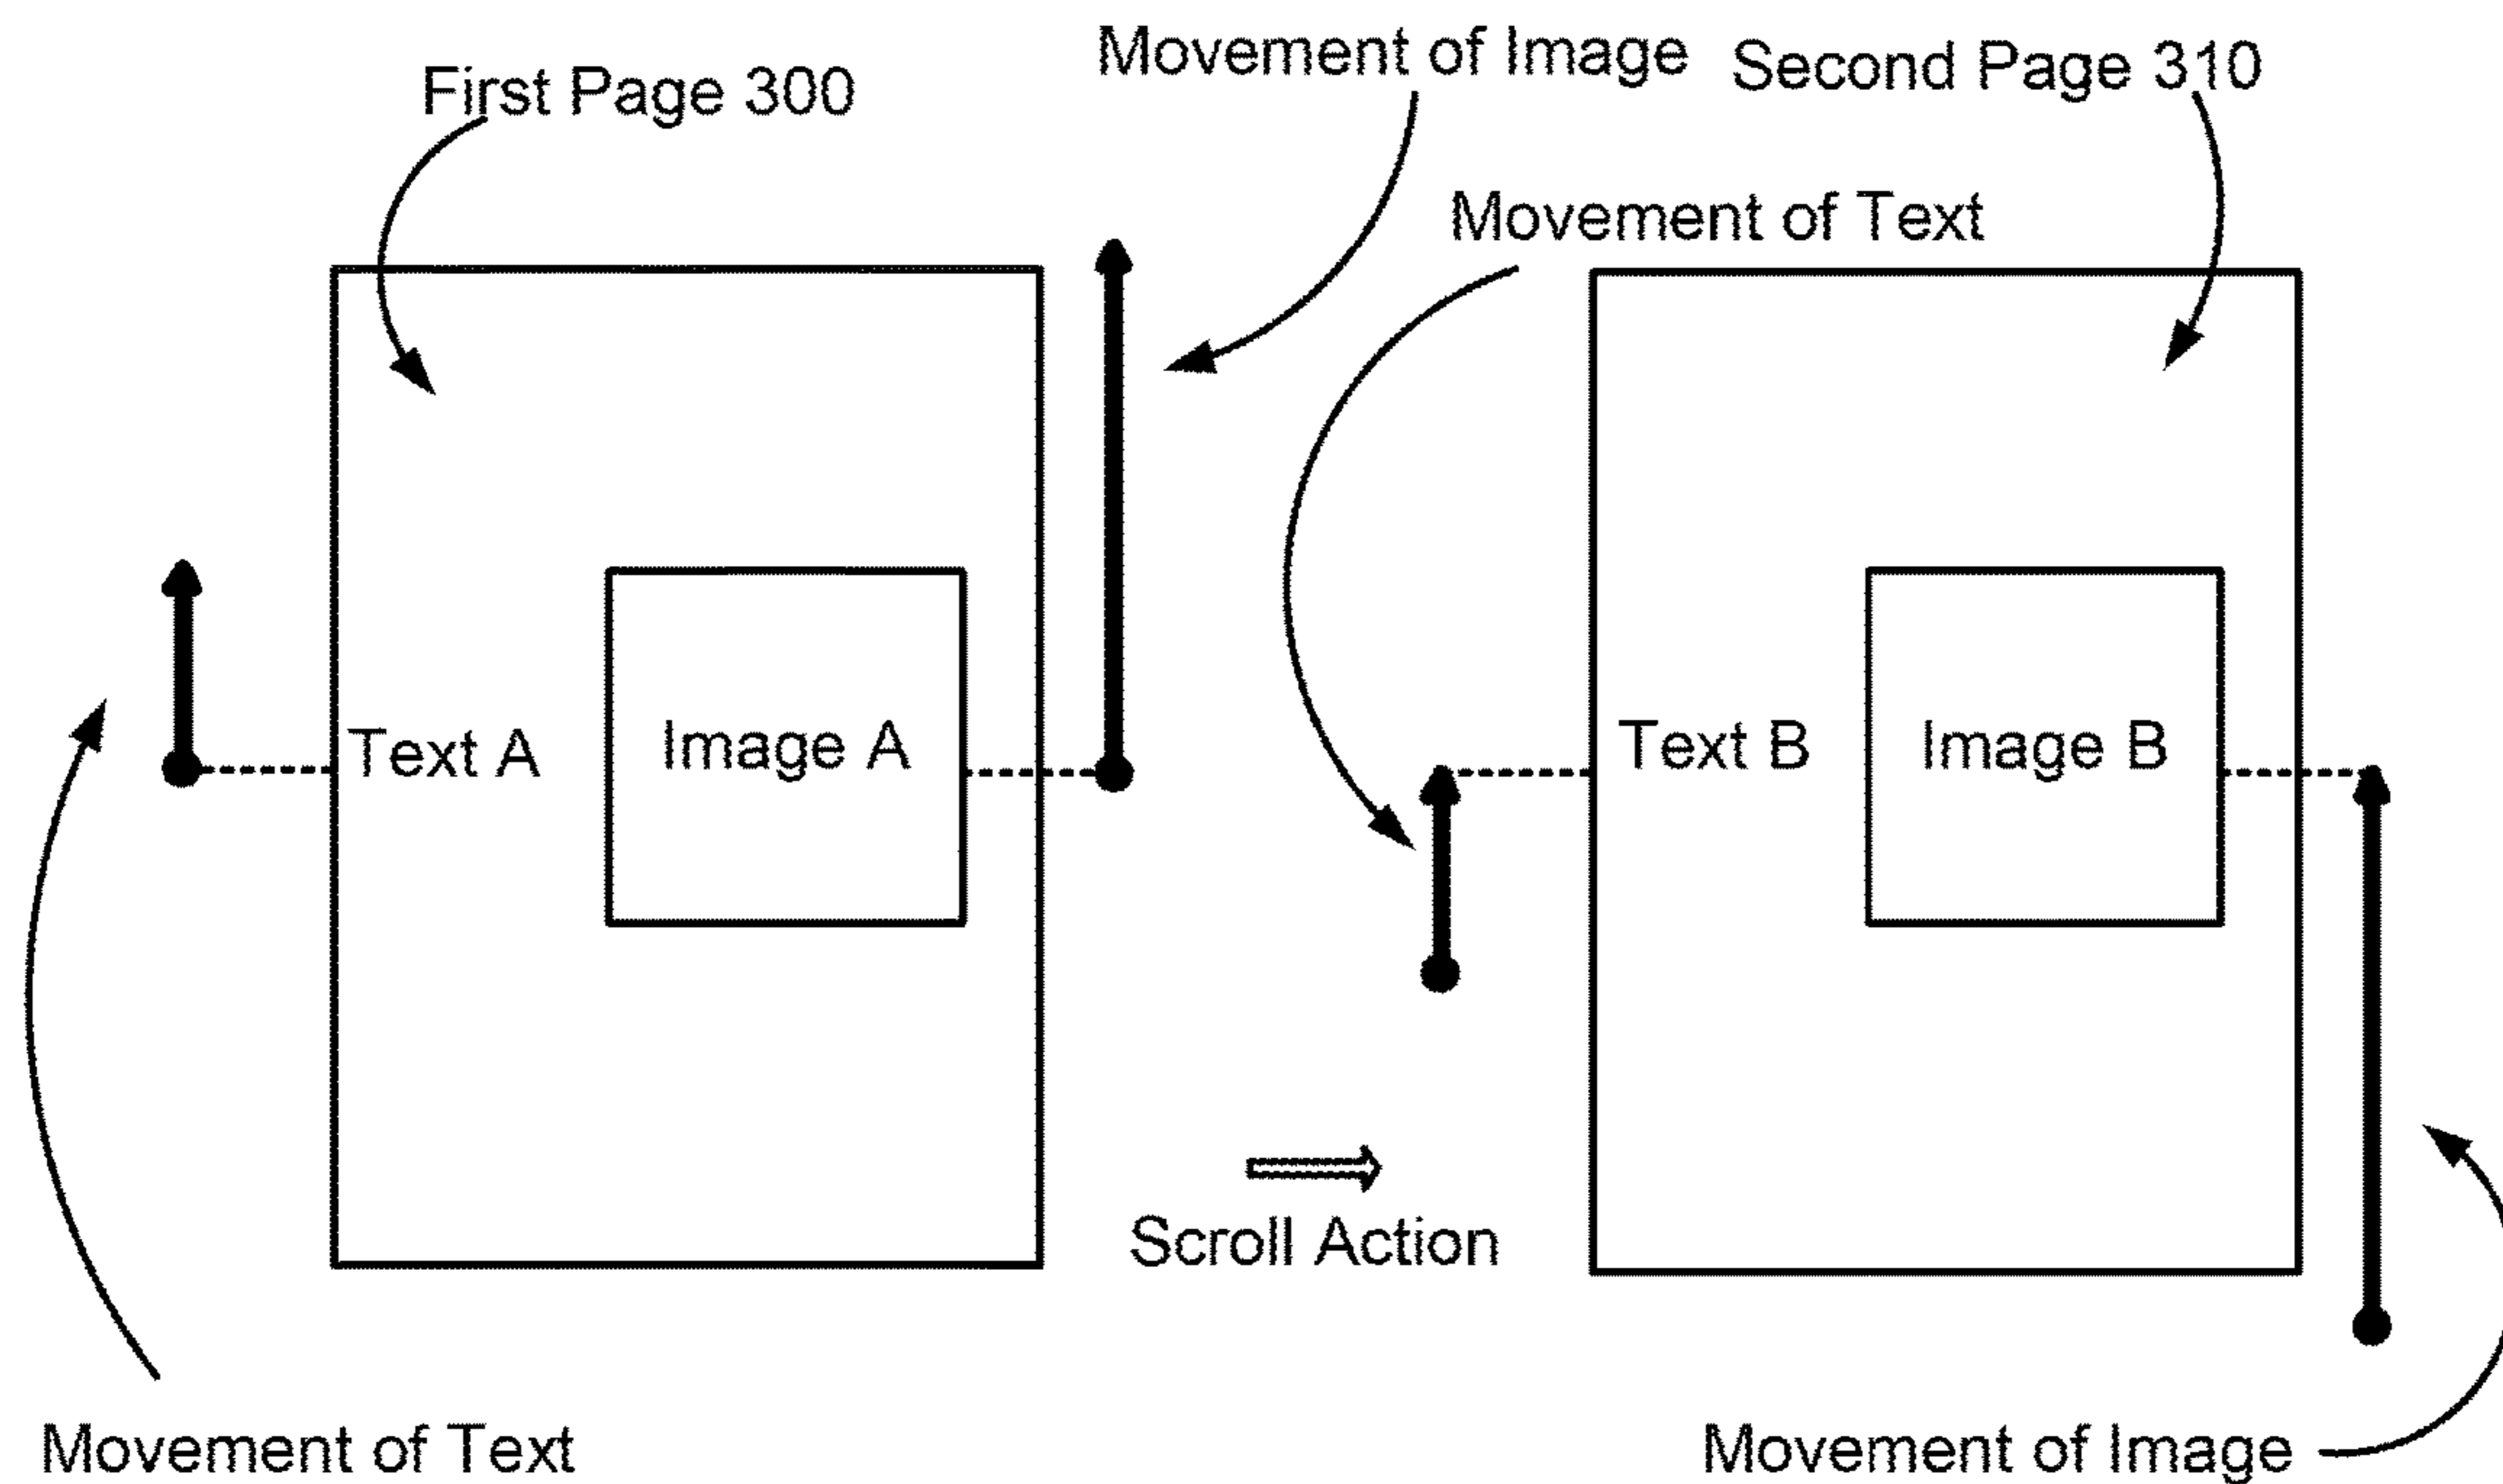 First Page 300
Movement of Image
Second Page 310
Movement of Text
Text A
Image A
Text B
Image B
Scroll Action
Movement of Text
Movement of Image